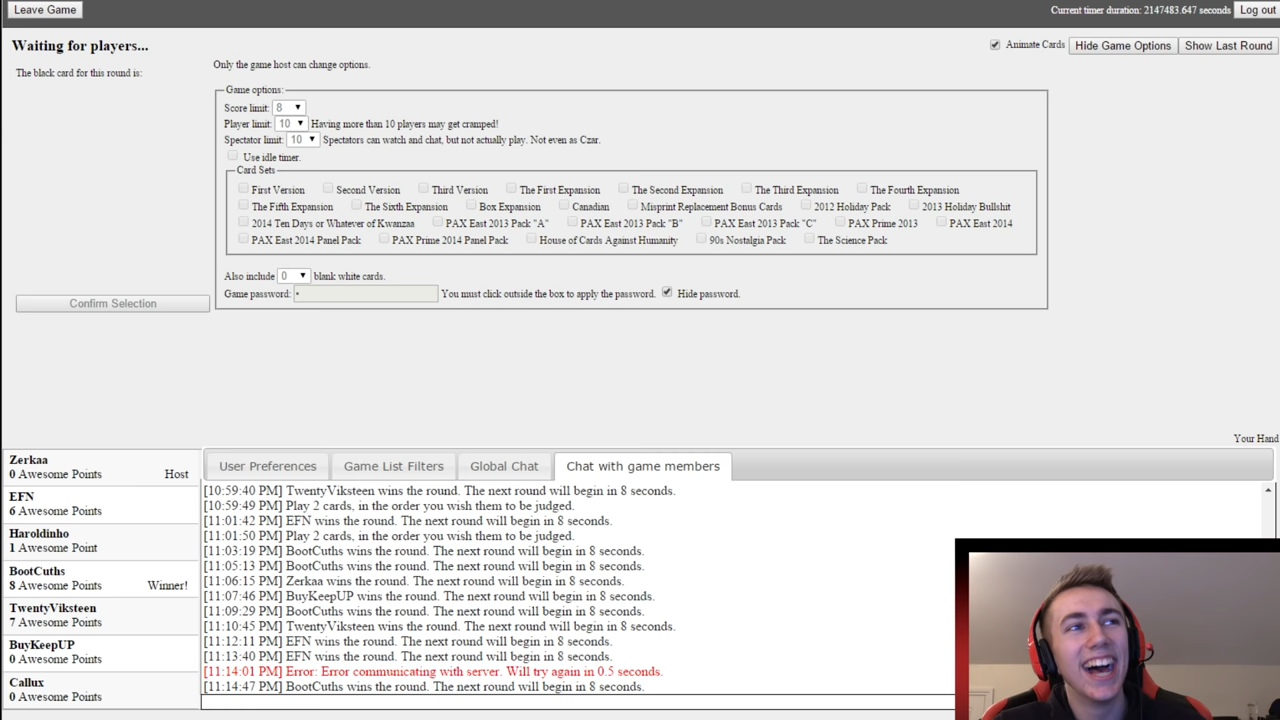 Leave Game
Current timer duration: 2147483.647 seconds
Log out
Waiting for players...
Animate Cards
Hide Game Options
Show Last Round
The black card for this round is:
Only the game host can change options.
Game options:
Score limit: 8
Player limit: 10 Having more than 10 players may get cramped!
Spectator limit: 10 Spectators can watch and chat, but not actually play. Not even as Czar.
Use idle timer.
Card Sets
First Version Second Version Third Version The First Expansion The Second Expansion The Third Expansion The Fourth Expansion
The Fifth Expansion The Sixth Expansion Box Expansion Canadian Misprint Replacement Bonus Cards 2012 Holiday Pack 2013 Holiday Bullshit
2014 Ten Days or Whatever of Kwanzaa PAX East 2013 Pack "A" PAX East 2013 Pack "B" PAX East 2013 Pack "C" PAX Prime 2013 PAX East 2014
PAX East 2014 Panel Pack PAX Prime 2014 Panel Pack House of Cards Against Humanity 90s Nostalgia Pack The Science Pack
Also include 0 blank white cards.
Game password: You must click outside the box to apply the password. Hide password.
Confirm Selection
Your Hand
Zerkaa
0 Awesome Points Host
EFN
6 Awesome Points
Haroldinho
1 Awesome Point
BootCuths
8 Awesome Points Winner!
TwentyViksteen
7 Awesome Points
BuyKeepUP
0 Awesome Points
Callux
0 Awesome Points
User Preferences
Game List Filters
Global Chat
Chat with game members
[10:59:40 PM] TwentyViksteen wins the round. The next round will begin in 8 seconds.
[10:59:49 PM] Play 2 cards, in the order you wish them to be judged.
[11:01:42 PM] EFN wins the round. The next round will begin in 8 seconds.
[11:01:50 PM] Play 2 cards, in the order you wish them to be judged.
[11:03:19 PM] BootCuths wins the round. The next round will begin in 8 seconds.
[11:05:13 PM] BootCuths wins the round. The next round will begin in 8 seconds.
[11:06:15 PM] Zerkaa wins the round. The next round will begin in 8 seconds.
[11:07:46 PM] BuyKeepUP wins the round. The next round will begin in 8 seconds.
[11:09:29 PM] BootCuths wins the round. The next round will begin in 8 seconds.
[11:10:45 PM] TwentyViksteen wins the round. The next round will begin in 8 seconds.
[11:12:11 PM] EFN wins the round. The next round will begin in 8 seconds.
[11:13:40 PM] EFN wins the round. The next round will begin in 8 seconds.
[11:14:01 PM] Error: Error communicating with server. Will try again in 0.5 seconds.
[11:14:47 PM] BootCuths wins the round. The next round will begin in 8 seconds.